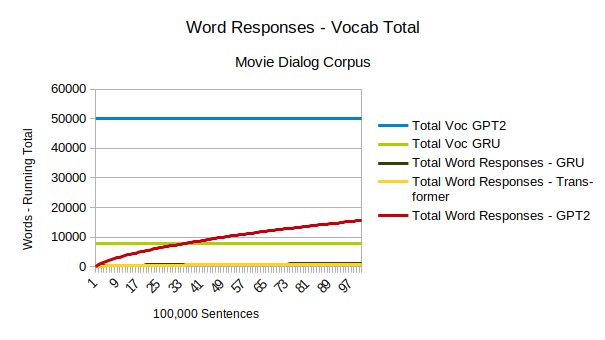 Word Responses - Vocab Total
Movie Dialog Corpus
60000
50000
40000
30000
20000
10000
0
Words - Running Total
1
9
17
25
33
41
49
57
65
73
81
89
97
100,000 Sentences
Total Voc GPT2
Total Voc GRU
Total Word Responses - GRU
Total Word Responses - Trans-
former
Total Word Responses - GPT2